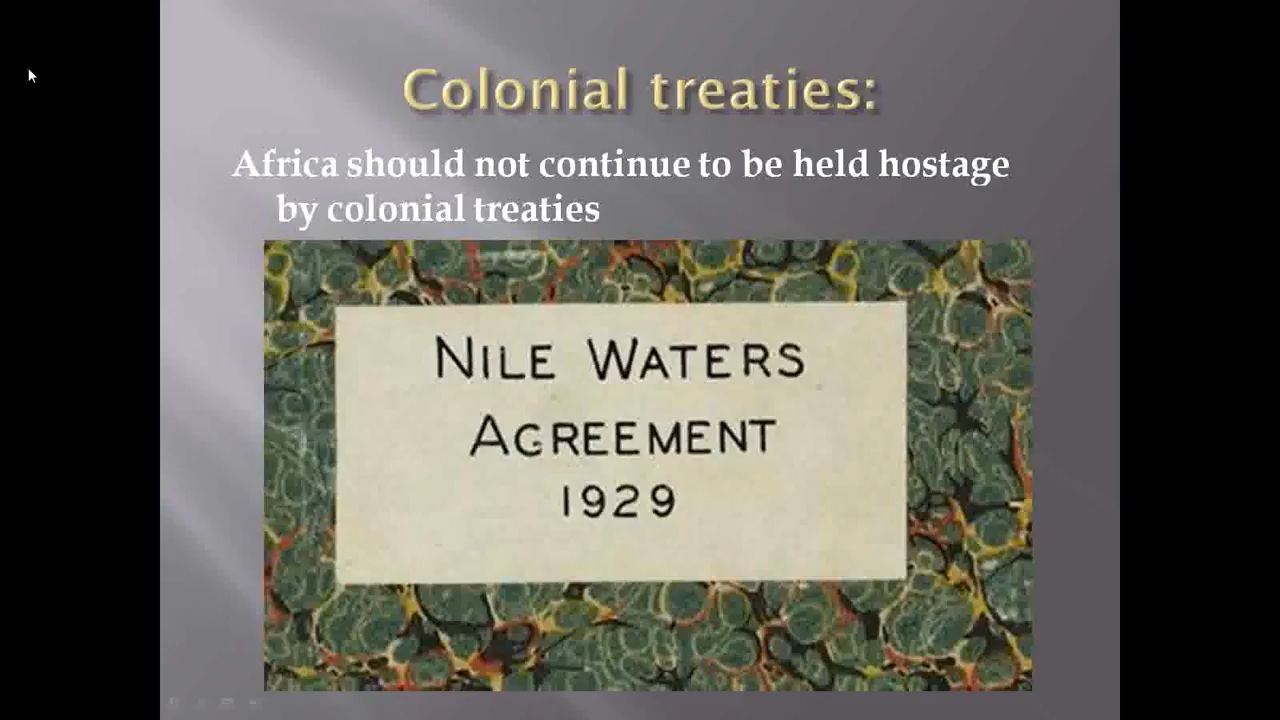 Colonial treaties:
Africa should not continue to be held hostage
by colonial treaties
NILE WATERS
AGREEMENT
1929